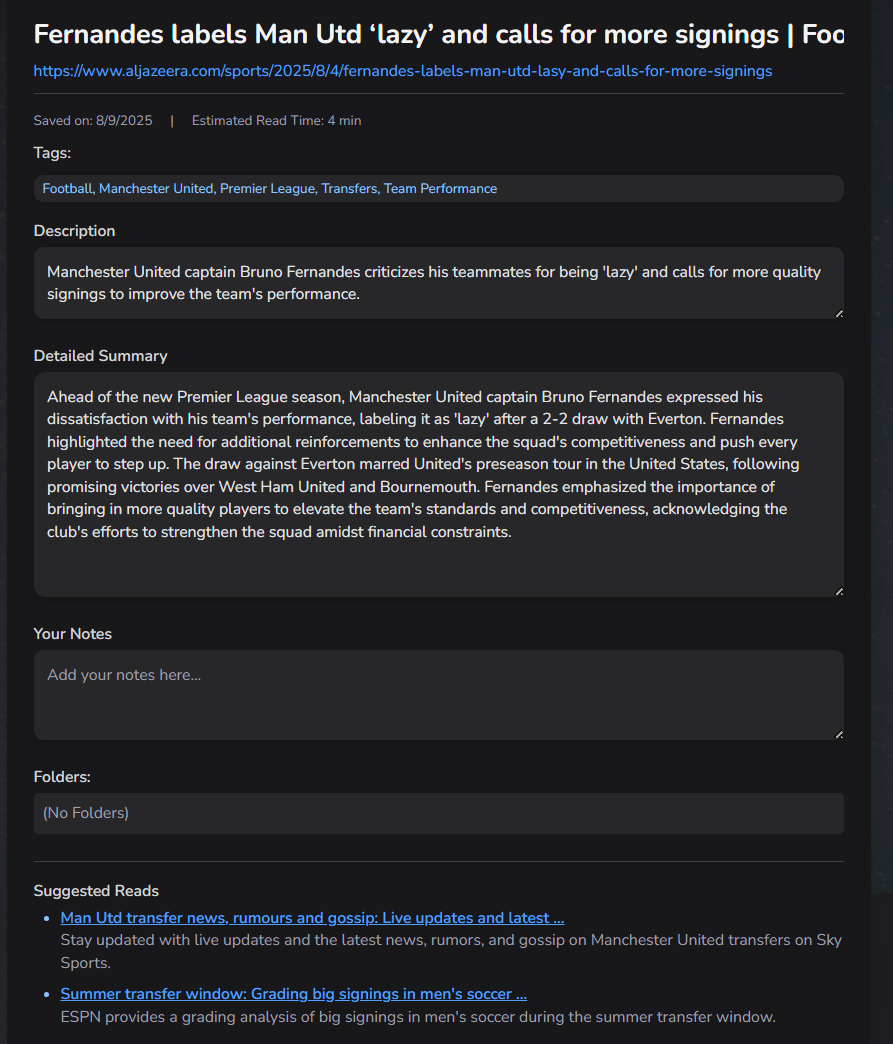 Fernandes labels Man Utd ‘lazy’ and calls for more signings | Foo
https://www.aljazeera.com/sports/2025/8/4/fernandes-labels-man-utd-lasy-and-calls-for-more-signings
Saved on: 8/9/2025 | Estimated Read Time: 4 min
Tags:
Football, Manchester United, Premier League, Transfers, Team Performance
Description
Manchester United captain Bruno Fernandes criticizes his teammates for being 'lazy' and calls for more quality
signings to improve the team's performance.
Detailed Summary
Ahead of the new Premier League season, Manchester United captain Bruno Fernandes expressed his
dissatisfaction with his team's performance, labeling it as 'lazy' after a 2-2 draw with Everton. Fernandes
highlighted the need for additional reinforcements to enhance the squad's competitiveness and push every
player to step up. The draw against Everton marred United's preseason tour in the United States, following
promising victories over West Ham United and Bournemouth. Fernandes emphasized the importance of
bringing in more quality players to elevate the team's standards and competitiveness, acknowledging the
club's efforts to strengthen the squad amidst financial constraints.
Your Notes
Add your notes here...
Folders:
(No Folders)
Suggested Reads
• Man Utd transfer news, rumours and gossip: Live updates and latest ...
Stay updated with live updates and the latest news, rumors, and gossip on Manchester United transfers on Sky
Sports.
• Summer transfer window: Grading big signings in men's soccer ...
ESPN provides a grading analysis of big signings in men's soccer during the summer transfer window.